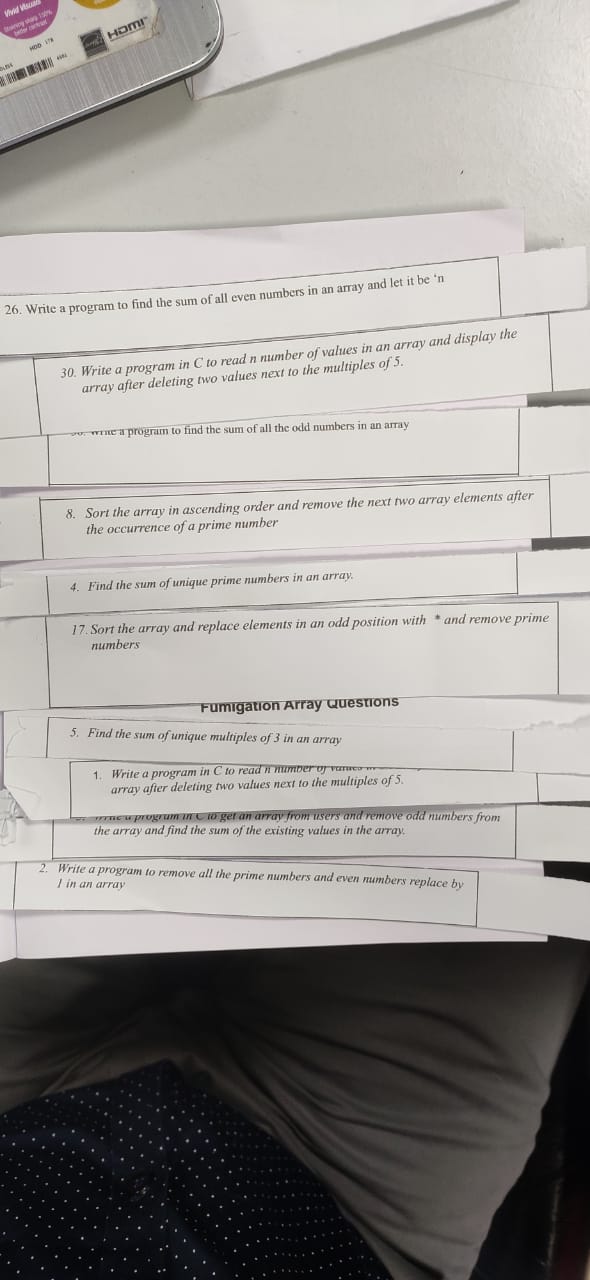 Vivid Visuals
HDD 1TB
HDMI
26. Write a program to find the sum of all even numbers in an array and let it be 'n
30. Write a program in C to read n number of values in an array and display the
array after deleting two values next to the multiples of 5.
a program to find the sum of all the odd numbers in an array
8. Sort the array in ascending order and remove the next two array elements after
the occurrence of a prime number
4. Find the sum of unique prime numbers in an array.
17. Sort the array and replace elements in an odd position with * and remove prime
numbers
Fumigation Array Questions
5. Find the sum of unique multiples of 3 in an array
1. Write a program in C to read n number of values
array after deleting two values next to the multiples of 5.
a program in C to get an array from users and remove odd numbers from
the array and find the sum of the existing values in the array.
2. Write a program to remove all the prime numbers and even numbers replace by
1 in an array